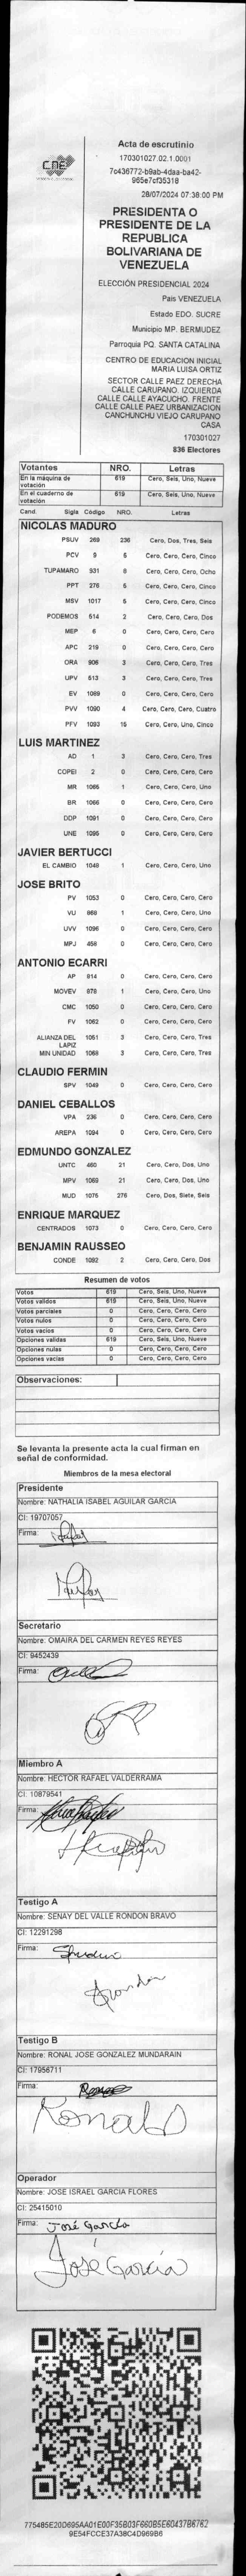 CNE
Acta de escrutinio
170301027.02.1.0001
7c436772-b9ab-4daa-ba42-
965e7cf35318
28/07/2024 07:38:00 PM
PRESIDENTA O
PRESIDENTE DE LA
REPUBLICA
BOLIVARIANA DE
VENEZUELA
ELECCIÓN PRESIDENCIAL 2024
Pais VENEZUELA
Estado EDO. SUCRE
Municipio MP. BERMUDEZ
Parroquia PQ. SANTA CATALINA
CENTRO DE EDUCACION INICIAL
MARIA LUISA ORTIZ
SECTOR CALLE PAEZ DERECHA
CALLE CARUPANO. IZQUIERDA
CALLE CALLE AYACUCHO. FRENTE
CALLE CALLE PAEZ URBANIZACION
CANCHUNCHU VIEJO CARUPANO
CASA
170301027
836 Electores
Votantes NRO. Letras
En la máquina de votación 619 Cero, Seis, Uno, Nueve
En el cuaderno de votación 619 Cero, Seis, Uno, Nueve
Cand. Sigla Código NRO. Letras
NICOLAS MADURO
PSUV 269 236 Cero, Dos, Tres, Seis
PCV 9 5 Cero, Cero, Cero, Cinco
TUPAMARO 931 8 Cero, Cero, Cero, Ocho
PPT 276 5 Cero, Cero, Cero, Cinco
MSV 1017 5 Cero, Cero, Cero, Cinco
PODEMOS 514 2 Cero, Cero, Cero, Dos
MEP 6 0 Cero, Cero, Cero, Cero
APC 219 0 Cero, Cero, Cero, Cero
ORA 906 3 Cero, Cero, Cero, Tres
UPV 513 3 Cero, Cero, Cero, Tres
EV 1089 0 Cero, Cero, Cero, Cero
PVV 1090 4 Cero, Cero, Cero, Cuatro
PFV 1093 15 Cero, Cero, Uno, Cinco
LUIS MARTINEZ
AD 1 3 Cero, Cero, Cero, Tres
COPEI 2 0 Cero, Cero, Cero, Cero
MR 1065 1 Cero, Cero, Cero, Uno
BR 1066 0 Cero, Cero, Cero, Cero
DDP 1091 0 Cero, Cero, Cero, Cero
UNE 1095 0 Cero, Cero, Cero, Cero
JAVIER BERTUCCI
EL CAMBIO 1048 1 Cero, Cero, Cero, Uno
JOSE BRITO
PV 1053 0 Cero, Cero, Cero, Cero
VU 868 1 Cero, Cero, Cero, Uno
UVV 1096 0 Cero, Cero, Cero, Cero
MPJ 458 0 Cero, Cero, Cero, Cero
ANTONIO ECARRI
AP 914 0 Cero, Cero, Cero, Cero
MOVEV 878 1 Cero, Cero, Cero, Uno
CMC 1050 0 Cero, Cero, Cero, Cero
FV 1062 0 Cero, Cero, Cero, Cero
ALIANZA DEL LAPIZ 1051 3 Cero, Cero, Cero, Tres
MIN UNIDAD 1068 3 Cero, Cero, Cero, Tres
CLAUDIO FERMIN
SPV 1049 0 Cero, Cero, Cero, Cero
DANIEL CEBALLOS
VPA 236 0 Cero, Cero, Cero, Cero
AREPA 1094 0 Cero, Cero, Cero, Cero
EDMUNDO GONZALEZ
UNTC 460 21 Cero, Cero, Dos, Uno
MPV 1069 21 Cero, Cero, Dos, Uno
MUD 1075 276 Cero, Dos, Siete, Seis
ENRIQUE MARQUEZ
CENTRADOS 1073 0 Cero, Cero, Cero, Cero
BENJAMIN RAUSSEO
CONDE 1092 2 Cero, Cero, Cero, Dos
Resumen de votos
Votos 619 Cero, Seis, Uno, Nueve
Votos validos 619 Cero, Seis, Uno, Nueve
Votos parciales 0 Cero, Cero, Cero, Cero
Votos nulos 0 Cero, Cero, Cero, Cero
Votos vacios 0 Cero, Cero, Cero, Cero
Opciones validas 619 Cero, Seis, Uno, Nueve
Opciones nulas 0 Cero, Cero, Cero, Cero
Opciones vacias 0 Cero, Cero, Cero, Cero
Observaciones:
Se levanta la presente acta la cual firman en
señal de conformidad.
Miembros de la mesa electoral
Presidente
Nombre: NATHALIA ISABEL AGUILAR GARCIA
CI: 19707057
Firma:
Secretario
Nombre: OMAIRA DEL CARMEN REYES REYES
CI: 9452439
Firma:
Miembro A
Nombre: HECTOR RAFAEL VALDERRAMA
CI: 10879541
Firma:
Testigo A
Nombre: SENAY DEL VALLE RONDON BRAVO
CI: 12291298
Firma:
Testigo B
Nombre: RONAL JOSE GONZALEZ MUNDARAIN
CI: 17956711
Firma:
Ronald
Operador
Nombre: JOSE ISRAEL GARCIA FLORES
CI: 25415010
Firma: José García
José García
775485E20D695AA01E00F35B03F660B5E60437B6762
9E54FCCE37A38C4D969B6